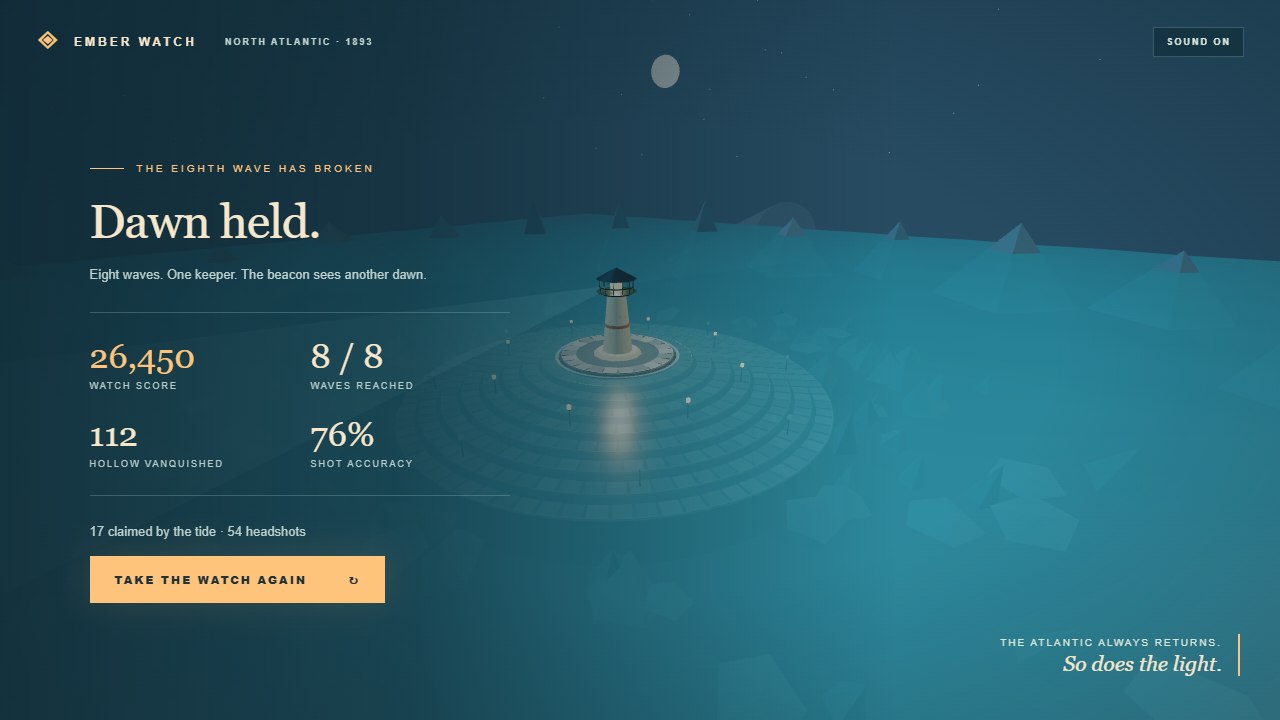 EMBER WATCH
NORTH ATLANTIC · 1893
SOUND ON
THE EIGHTH WAVE HAS BROKEN
Dawn held.
Eight waves. One keeper. The beacon sees another dawn.
26,450
WATCH SCORE
8 / 8
WAVES REACHED
112
HOLLOW VANQUISHED
76%
SHOT ACCURACY
17 claimed by the tide · 54 headshots
TAKE THE WATCH AGAIN ↻
THE ATLANTIC ALWAYS RETURNS.
So does the light.